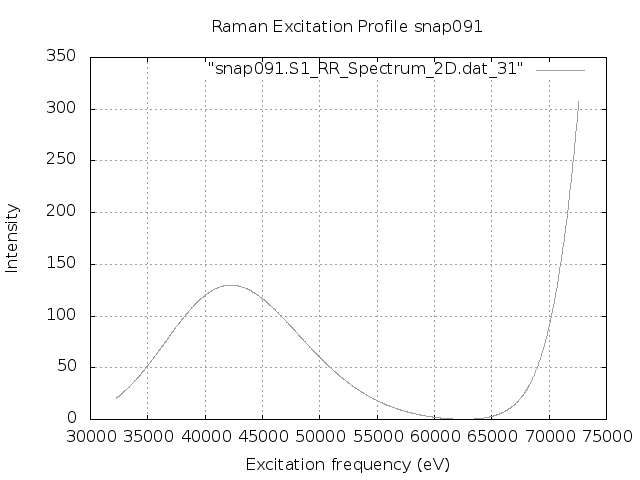 Raman Excitation Profile snap091
"snap091.S1_RR_Spectrum_2D.dat_31"
350
300
250
200
150
100
50
0
Intensity
30000 35000 40000 45000 50000 55000 60000 65000 70000 75000
Excitation frequency (eV)